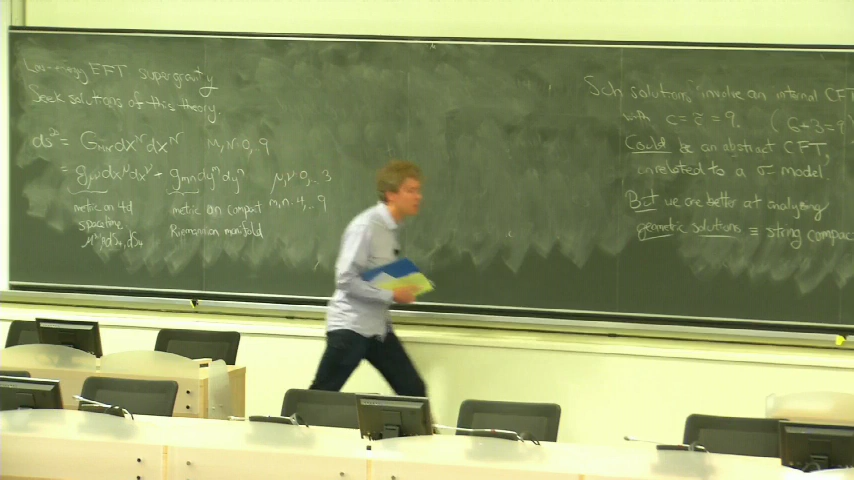 Low-energy EFT supergravity
Seek solutions of this theory.
ds² = G_MN dx^M dx^N M,N=0,..9
= g_μν dx^μ dx^ν + g_mn dy^m dy^n μ,ν=0,..3
m,n=4,..9
metric on 4d
spacetime
metric on compact
Riemannian manifold
Such solutions involve an internal CFT
with c = c̃ = 9. (6+3=9)
Could be an abstract CFT,
unrelated to a σ model.
But we are better at analysing
geometric solutions ≡ string compac